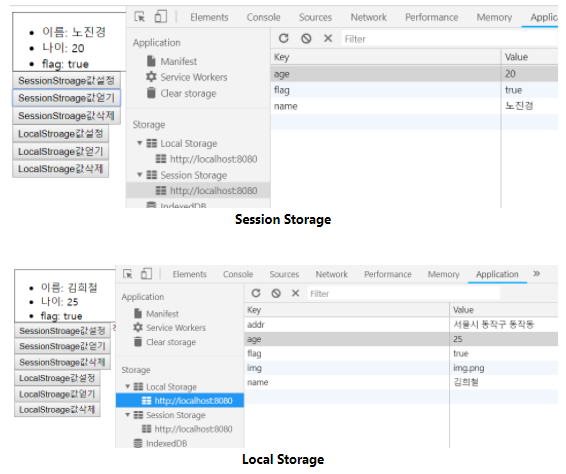 • 이름: 노진경
• 나이: 20
• flag: true
SessionStroage값설정
SessionStroage값얻기
SessionStroage값삭제
LocalStroage값설정
LocalStroage값얻기
LocalStroage값삭제
Elements Console Sources Network Performance Memory Applic
Application
Manifest
Service Workers
Clear storage
Storage
Local Storage
http://localhost:8080
Session Storage
http://localhost:8080
IndexedDB
Filter
Key Value
age 20
flag true
name 노진경
Session Storage
• 이름: 김희철
• 나이: 25
• flag: true
SessionStroage값설정
SessionStroage값얻기
SessionStroage값삭제
LocalStroage값설정
LocalStroage값얻기
LocalStroage값삭제
Elements Console Sources Network Performance Memory Application »
Application
Manifest
Service Workers
Clear storage
Storage
Local Storage
http://localhost:8080
Session Storage
http://localhost:8080
IndexedDB
Filter
Key Value
addr 서울시 동작구 동작동
age 25
flag true
img img.png
name 김희철
Local Storage